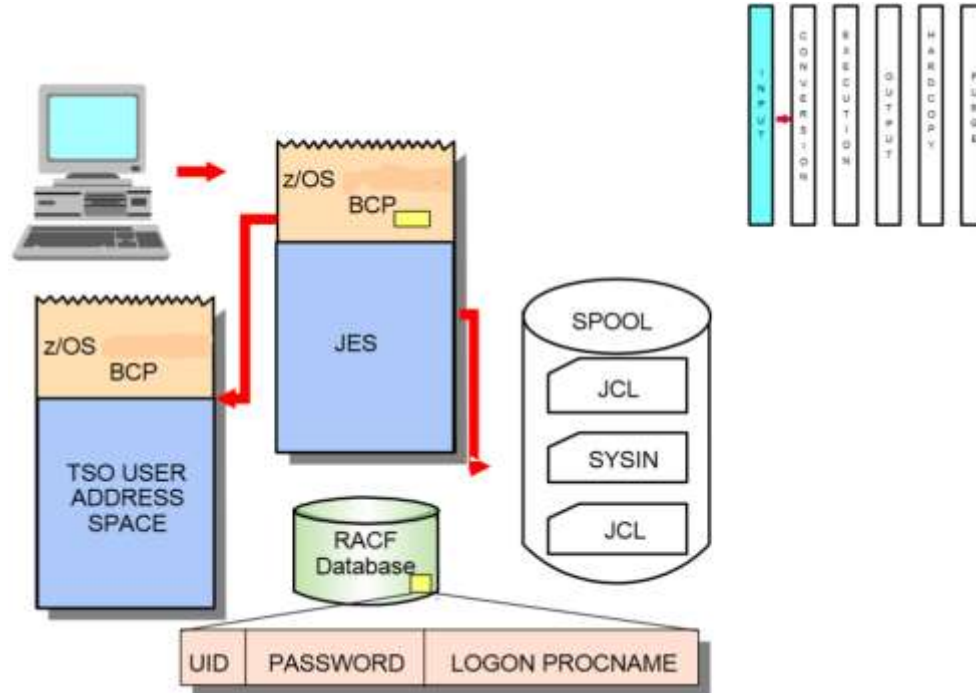 INPUT
CONVERSION
EXECUTION
OUTPUT
HARDCOPY
PURGE
z/OS
BCP
JES
z/OS
BCP
TSO USER
ADDRESS
SPACE
SPOOL
JCL
SYSIN
JCL
RACF
Database
UID
PASSWORD
LOGON PROCNAME